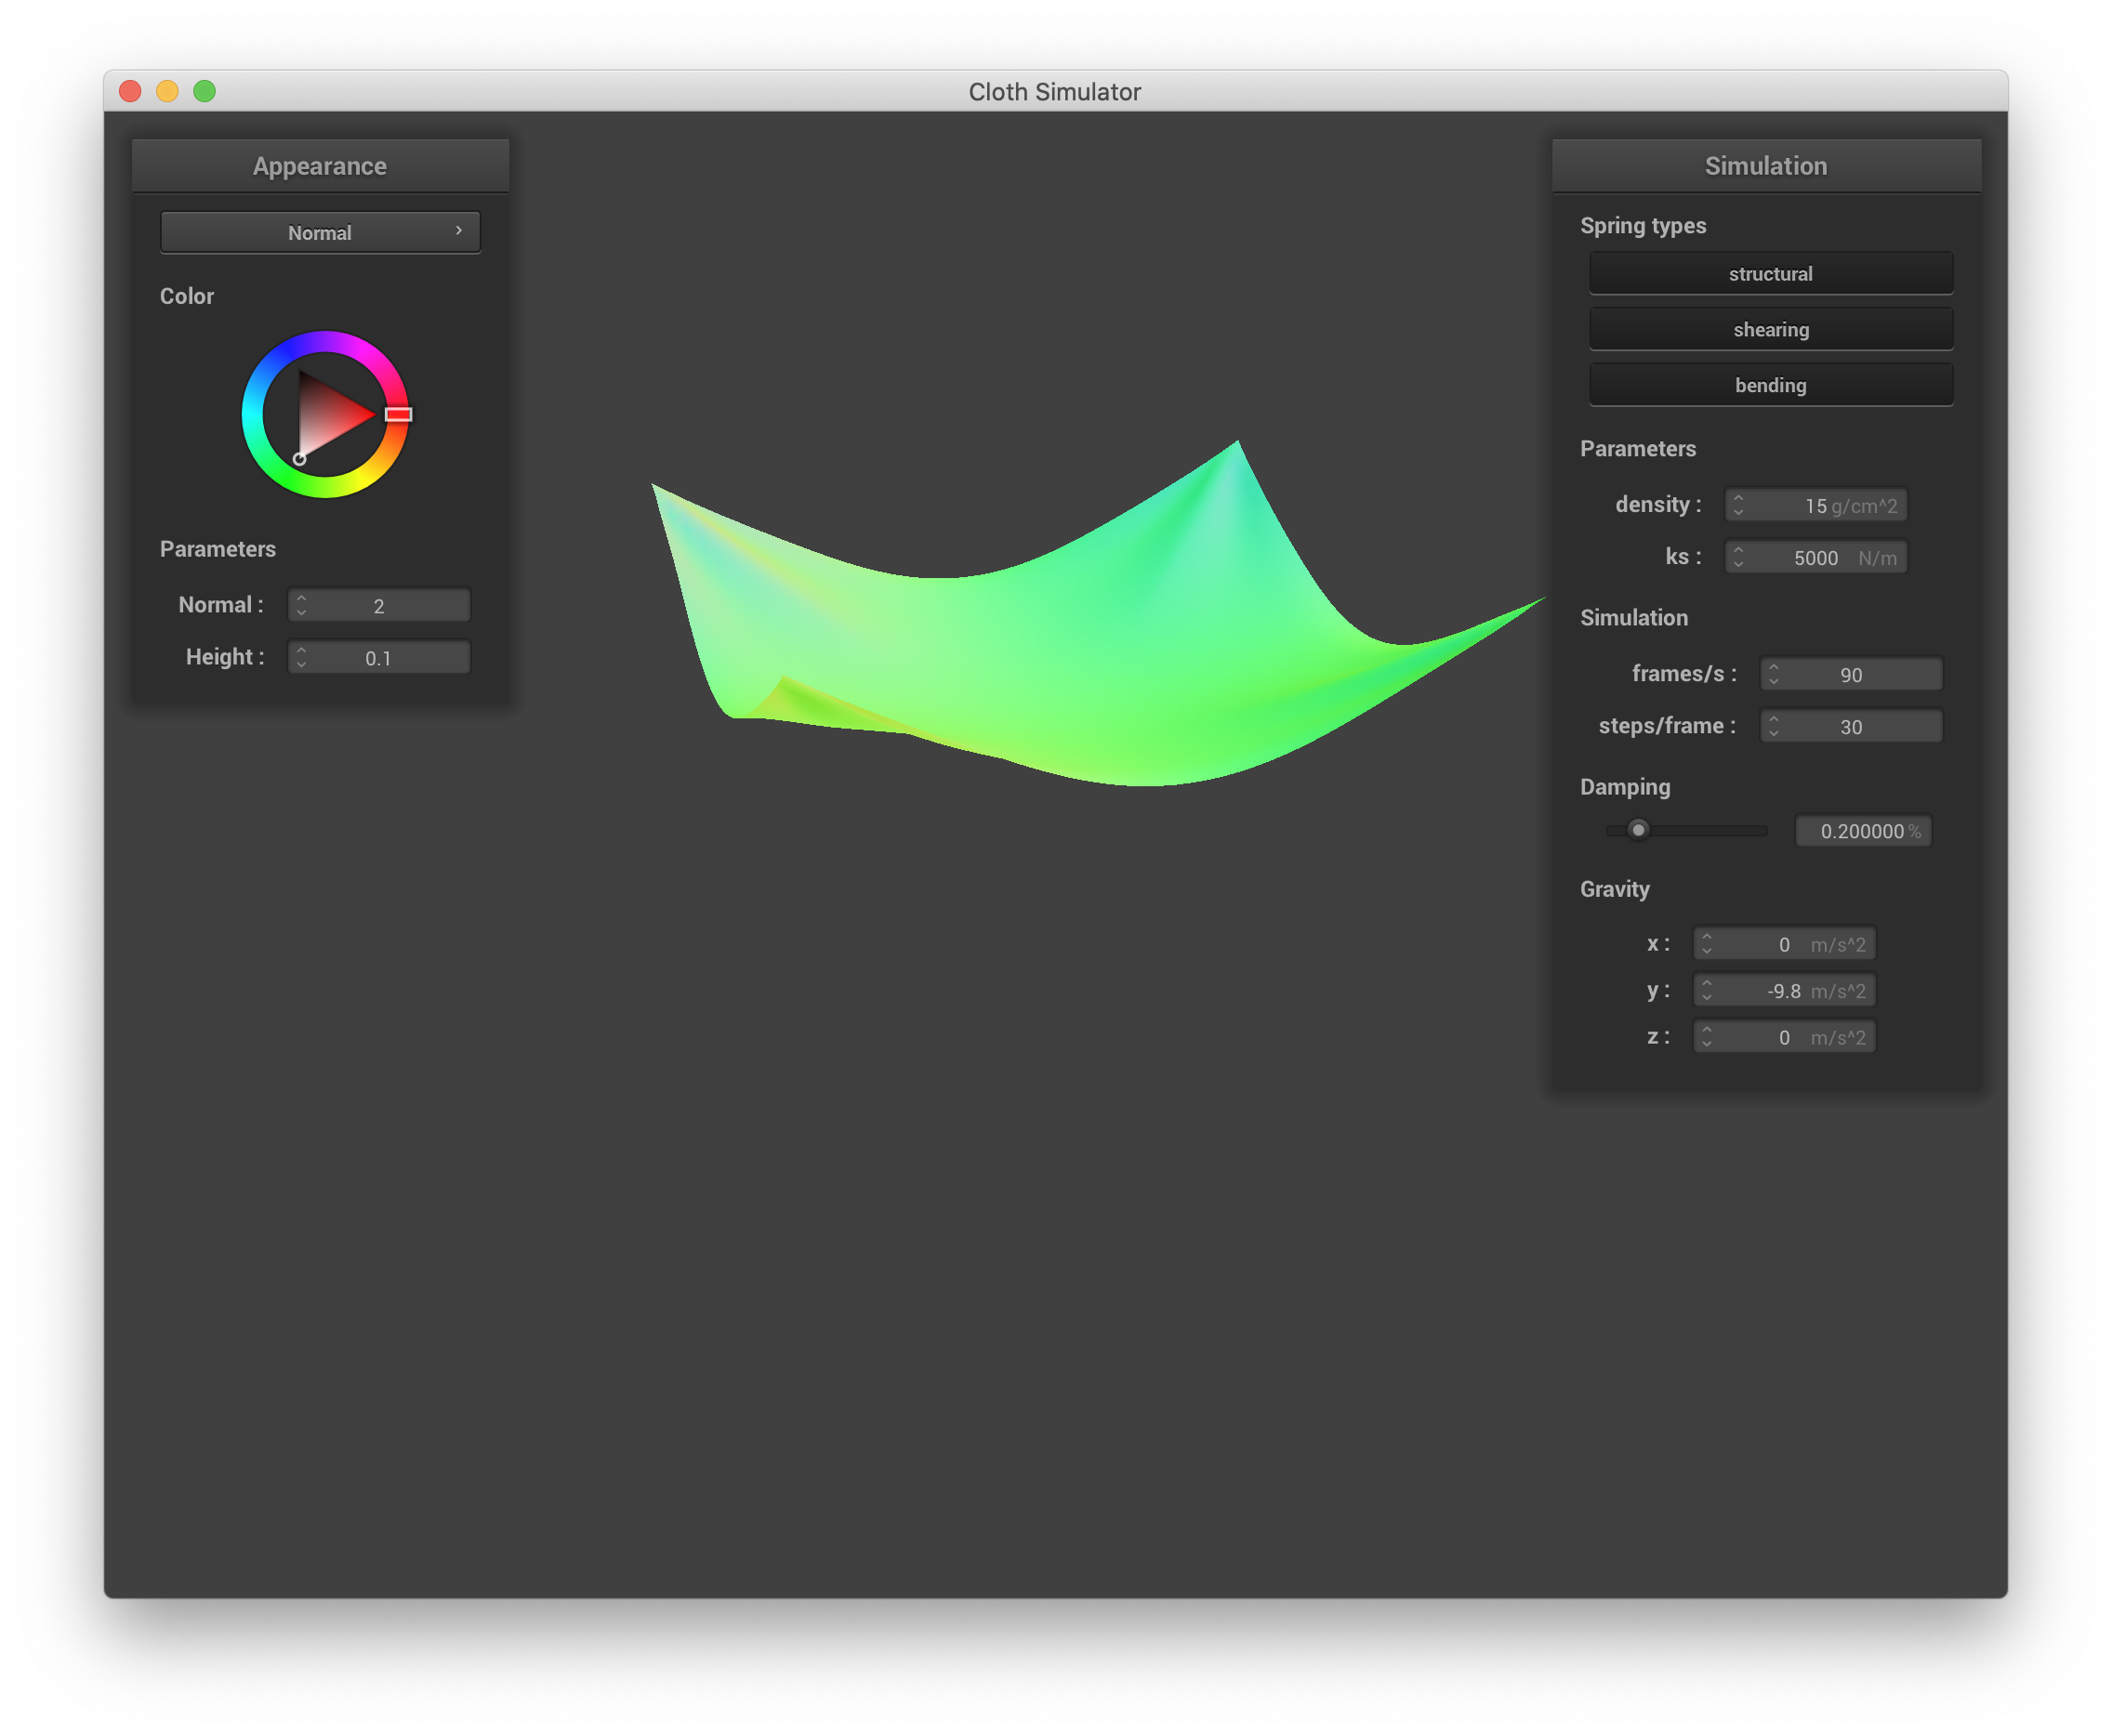 Cloth Simulator
Appearance
Normal
Color
Parameters
Normal : 2
Height : 0.1
Simulation
Spring types
structural
shearing
bending
Parameters
density : 15 g/cm^2
ks : 5000 N/m
Simulation
frames/s : 90
steps/frame : 30
Damping
0.200000 %
Gravity
x : 0 m/s^2
y : -9.8 m/s^2
z : 0 m/s^2